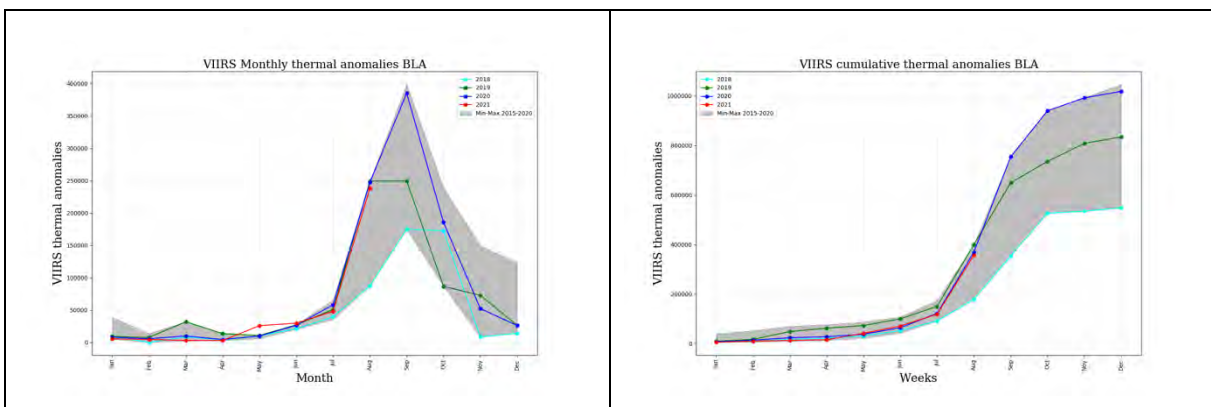 VIIRS Monthly thermal anomalies BLA
2018
2019
2020
2021
Min-Max 2015-2020
400000
350000
300000
250000
200000
150000
100000
50000
0
VIIRS thermal anomalies
Jan
Feb
Mar
Apr
May
Jun
Jul
Aug
Sep
Oct
Nov
Dec
Month
VIIRS cumulative thermal anomalies BLA
2018
2019
2020
2021
Min-Max 2015-2020
1000000
800000
600000
400000
200000
0
VIIRS thermal anomalies
Jan
Feb
Mar
Apr
May
Jun
Jul
Aug
Sep
Oct
Nov
Dec
Weeks